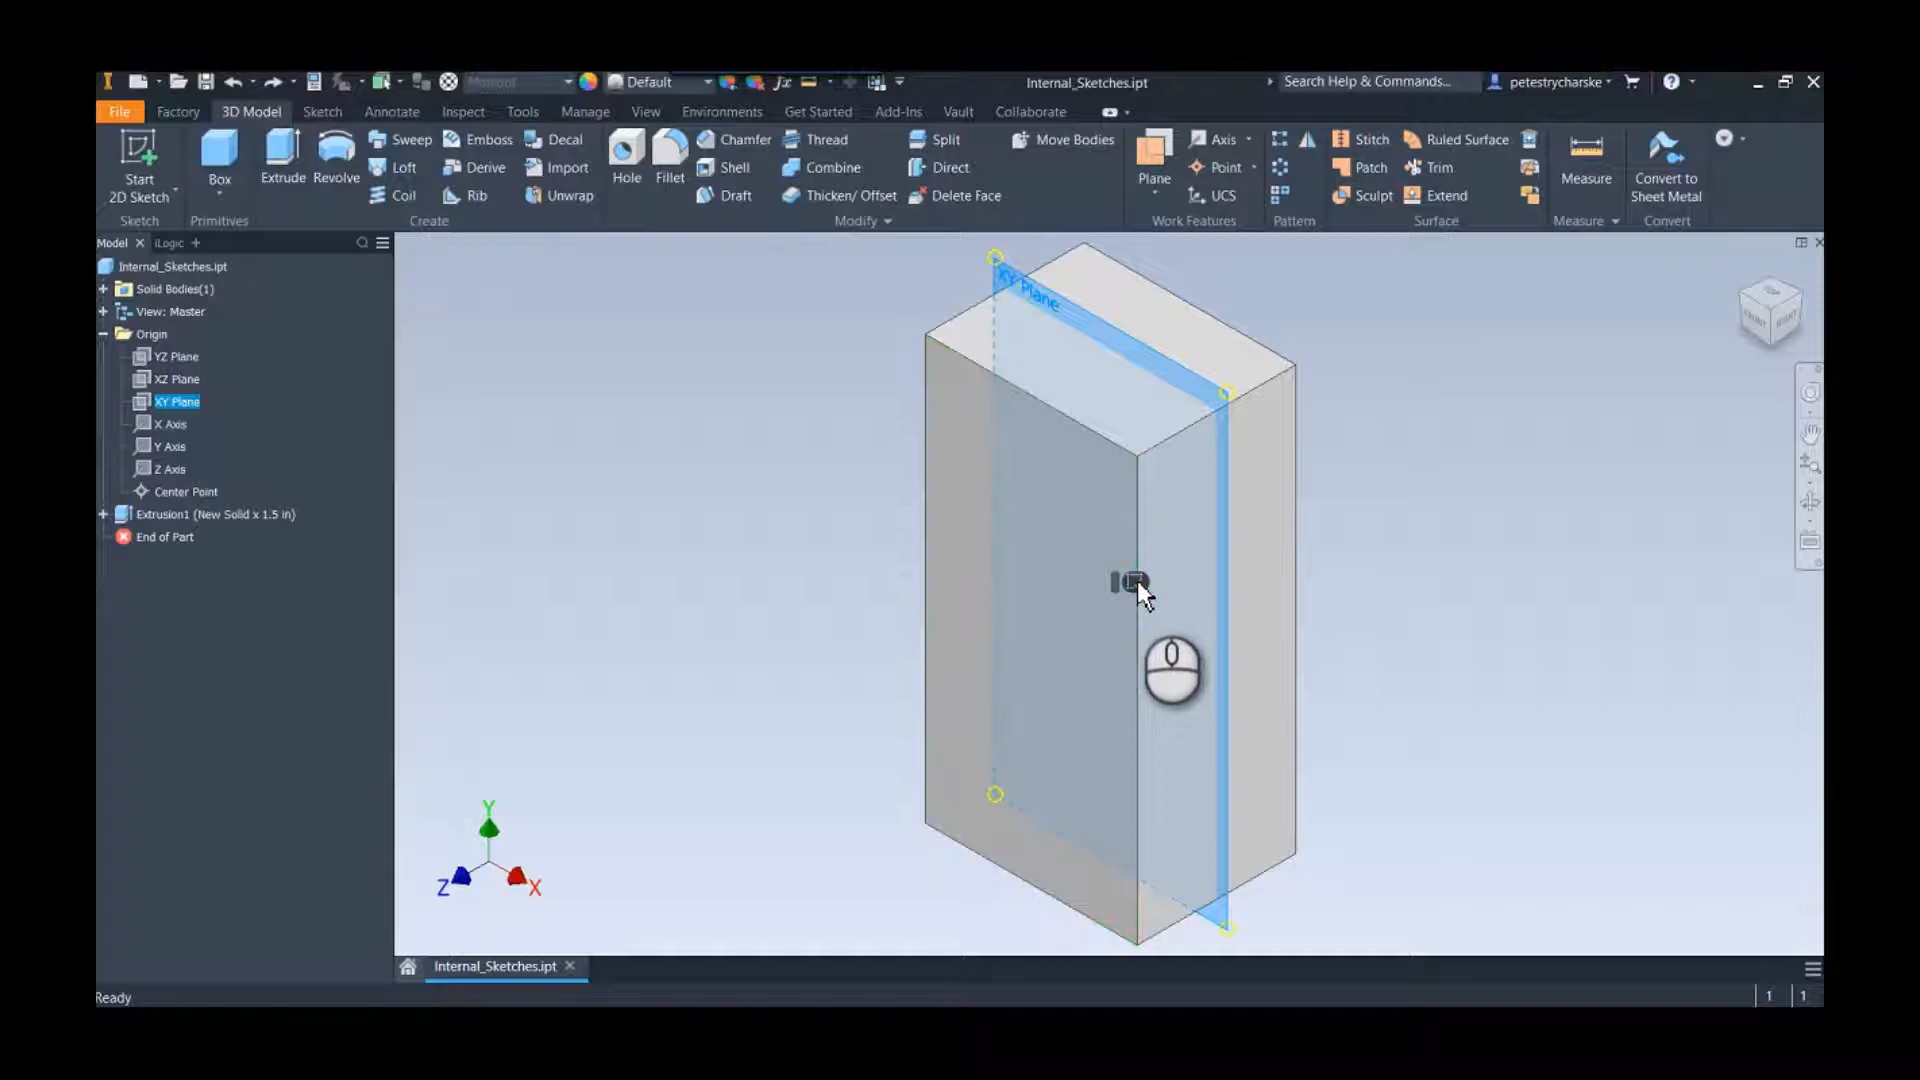 Material Default Internal_Sketches.ipt Search Help & Commands... petestrycharske
File Factory 3D Model Sketch Annotate Inspect Tools Manage View Environments Get Started Add-Ins Vault Collaborate
Sweep Emboss Decal Chamfer Thread Split Move Bodies Axis Stitch Ruled Surface
Start 2D Sketch Box Extrude Revolve Loft Derive Import Hole Fillet Shell Combine Direct Plane Point Patch Trim Measure Convert to Sheet Metal
Coil Rib Unwrap Draft Thicken/ Offset Delete Face UCS Sculpt Extend
Sketch Primitives Create Modify Work Features Pattern Surface Measure Convert
Model iLogic
Internal_Sketches.ipt
Solid Bodies(1)
View: Master
Origin
YZ Plane
XZ Plane
XY Plane
X Axis
Y Axis
Z Axis
Center Point
Extrusion1 (New Solid x 1.5 in)
End of Part
XY Plane
TOP
FRONT RIGHT
Y
Z X
Internal_Sketches.ipt
Ready 1 1